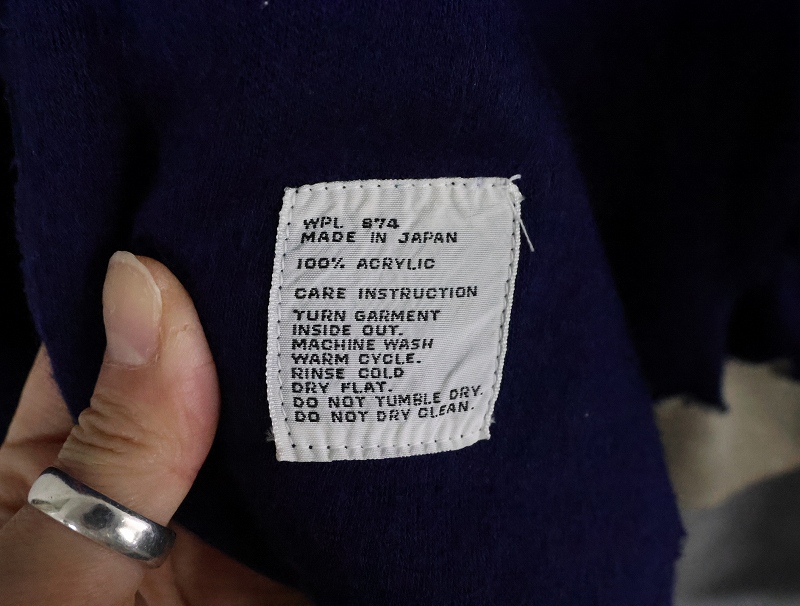 WPL 874
MADE IN JAPAN
100% ACRYLIC
CARE INSTRUCTION
TURN GARMENT
INSIDE OUT.
MACHINE WASH
WARM CYCLE.
RINSE COLD
DRY FLAT.
DO NOT TUMBLE DRY.
DO NOT DRY CLEAN.